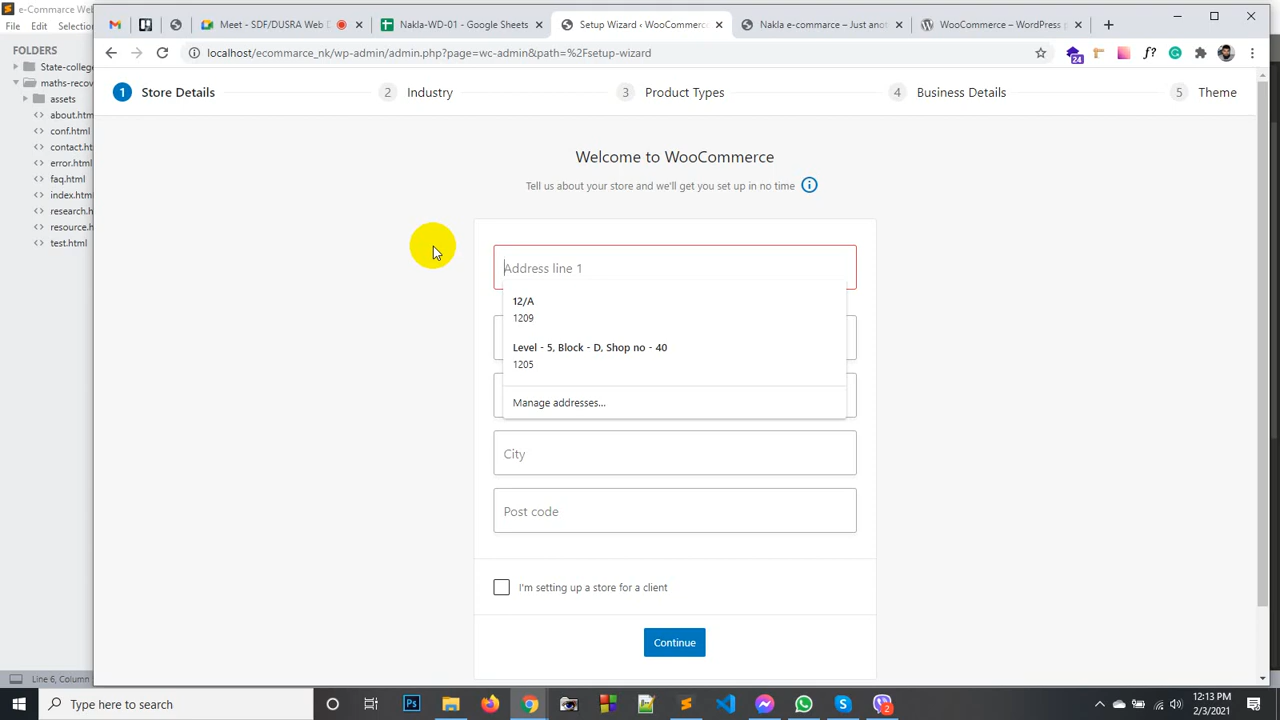 e-Commerce Web
File Edit
FOLDERS
State-colleg
maths-recov
assets
about.htm
conf.html
contact.htm
error.html
faq.html
index.htm
research.h
resource.h
test.html
Line 6, Column
Meet - SDF/DUSRA Web D
Nakla-WD-01 - Google Sheets
Setup Wizard ‹ WooCommerce
Nakla e-commerce – Just anot
WooCommerce – WordPress p
localhost/ecommerce_nk/wp-admin/admin.php?page=wc-admin&path=%2Fsetup-wizard
24
f?
1 Store Details
2 Industry
3 Product Types
4 Business Details
5 Theme
Welcome to WooCommerce
Tell us about your store and we'll get you set up in no time
Address line 1
12/A
1209
Level - 5, Block - D, Shop no - 40
1205
Manage addresses...
City
Post code
I'm setting up a store for a client
Continue
Type here to search
Ps
2
12:13 PM
2/3/2021